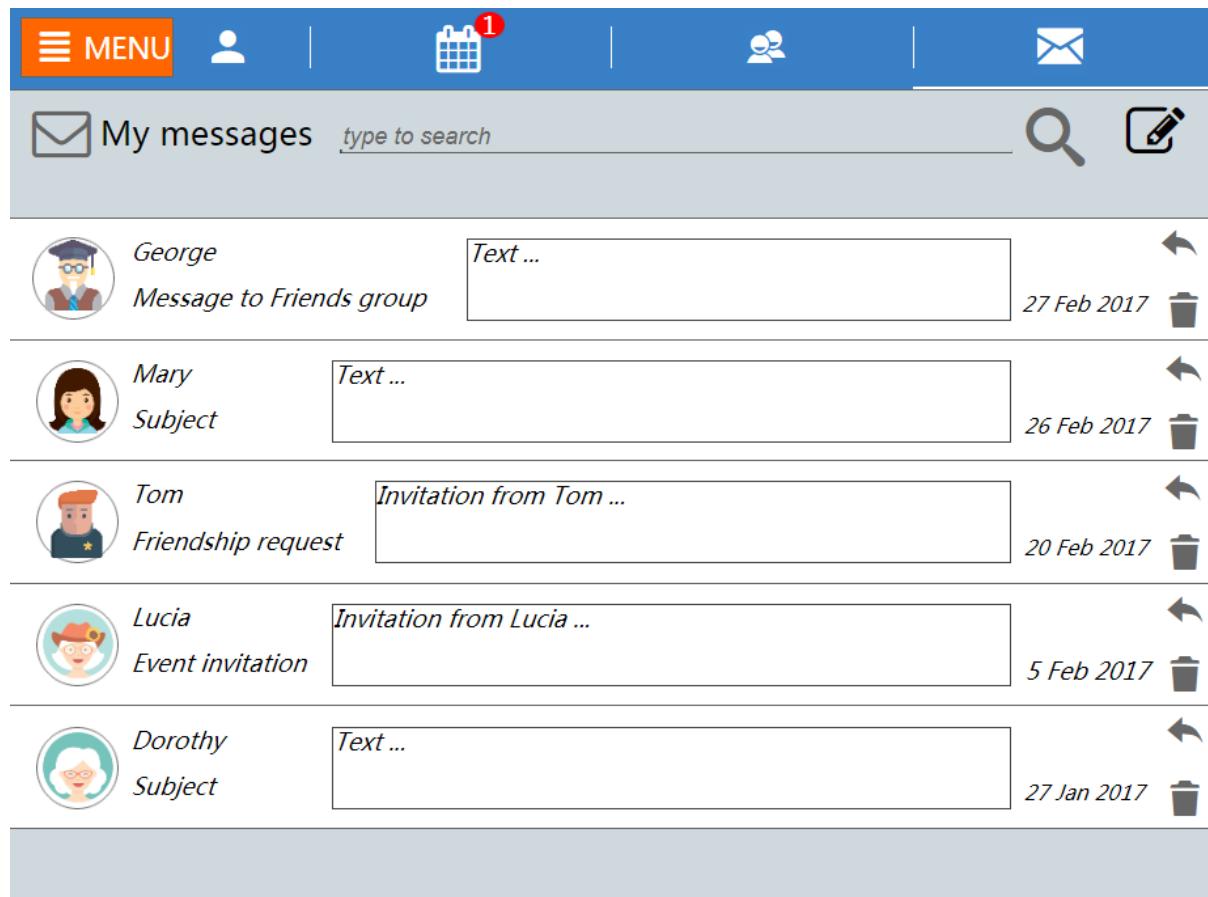 MENU
1
My messages type to search
George
Text ...
Message to Friends group
27 Feb 2017
Mary
Text ...
Subject
26 Feb 2017
Tom
Invitation from Tom ...
Friendship request
20 Feb 2017
Lucia
Invitation from Lucia ...
Event invitation
5 Feb 2017
Dorothy
Text ...
Subject
27 Jan 2017